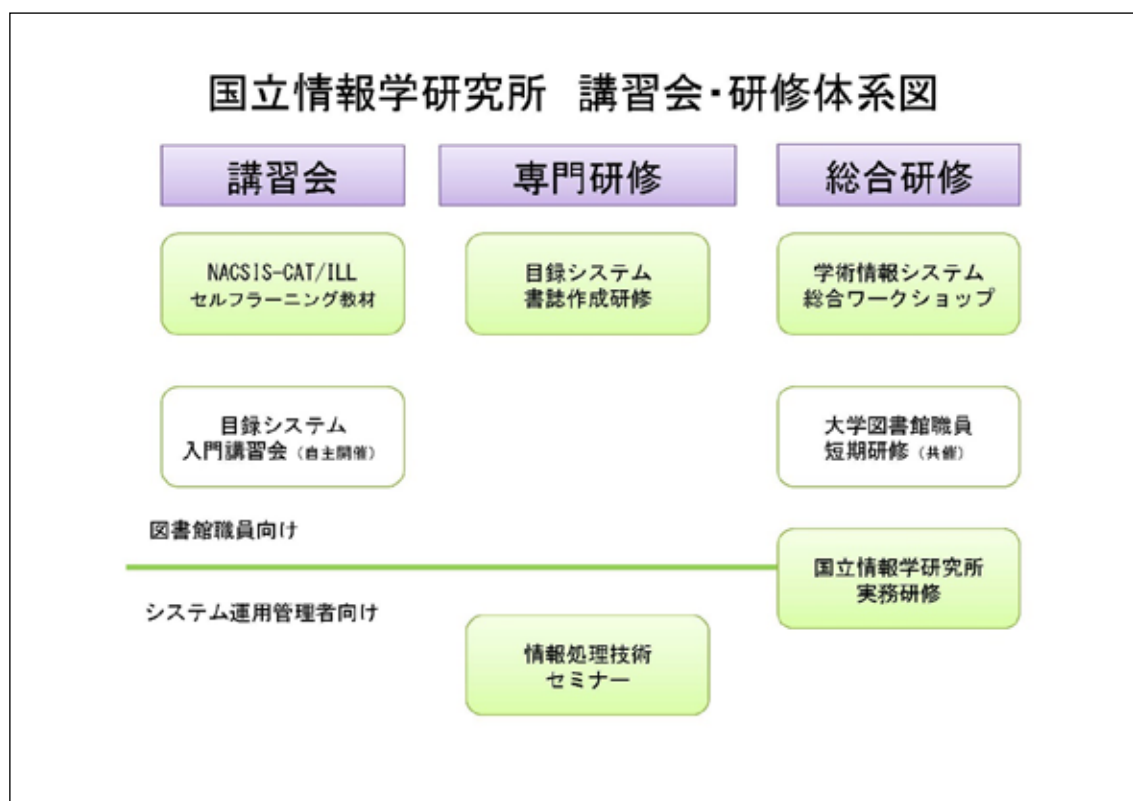 国立情報学研究所 講習会・研修体系図
講習会
専門研修
総合研修
NACSIS-CAT/ILL
セルフラーニング教材
目録システム
書誌作成研修
学術情報システム
総合ワークショップ
目録システム
入門講習会（自主開催）
大学図書館職員
短期研修（共催）
図書館職員向け
国立情報学研究所
実務研修
システム運用管理者向け
情報処理技術
セミナー